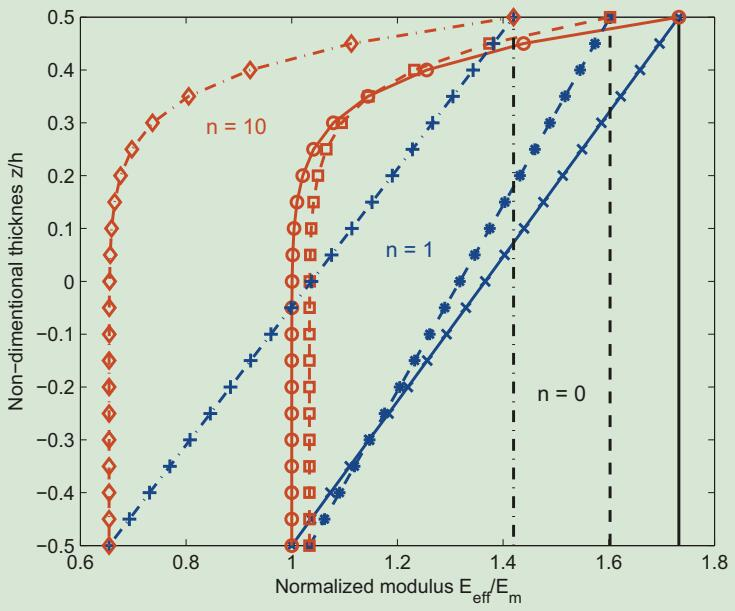 0.5
0.4
0.3
0.2
0.1
0
−0.1
−0.2
−0.3
−0.4
−0.5
Non-dimentional thicknes z/h
n = 10
n = 1
n = 0
0.6 0.8 1 1.2 1.4 1.6 1.8
Normalized modulus E_eff/E_m